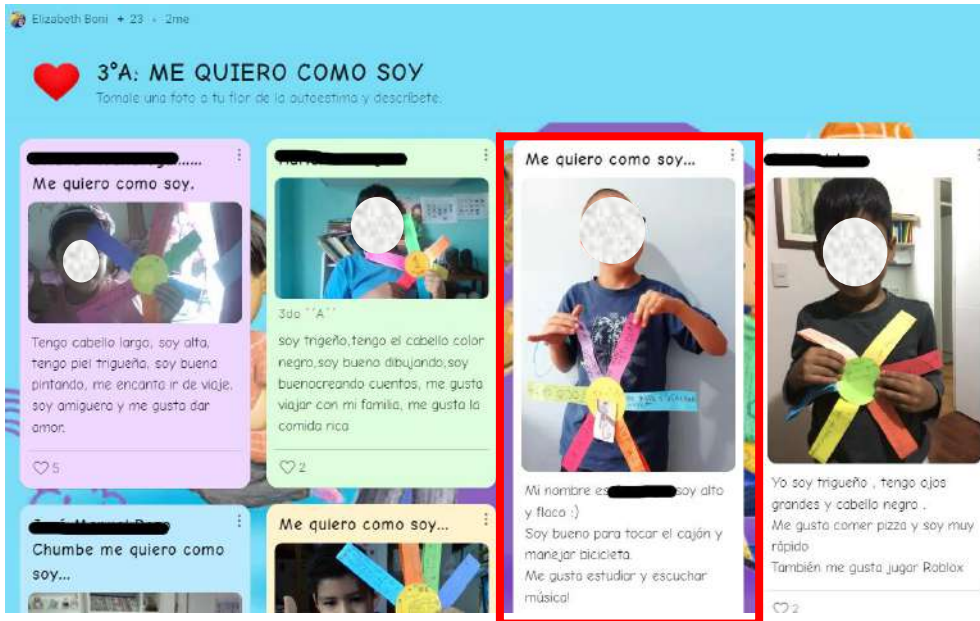 Elizabeth Boni + 23 • 2me
3°A: ME QUIERO COMO SOY
Tomale una foto a tu flor de la autoestima y descríbete.
Me quiero como soy.
Tengo cabello largo, soy alta,
tengo piel trigueña, soy buena
pintando, me encanta ir de viaje,
soy amiguera y me gusta dar
amor.
5
3do ´´A´´
soy trigeño,tengo el cabello color
negro,soy bueno dibujando,soy
buenocreando cuentos, me gusta
viajar con mi familia, me gusta la
comida rica
2
Me quiero como soy...
Mi nombre es soy alto
y flaco :)
Soy bueno para tocar el cajón y
manejar bicicleta.
Me gusta estudiar y escuchar
música!
Yo soy trigueño , tengo ojos
grandes y cabello negro .
Me gusta comer pizza y soy muy
rápido
También me gusta jugar Roblox
2
Chumbe me quiero como
soy...
Me quiero como soy...